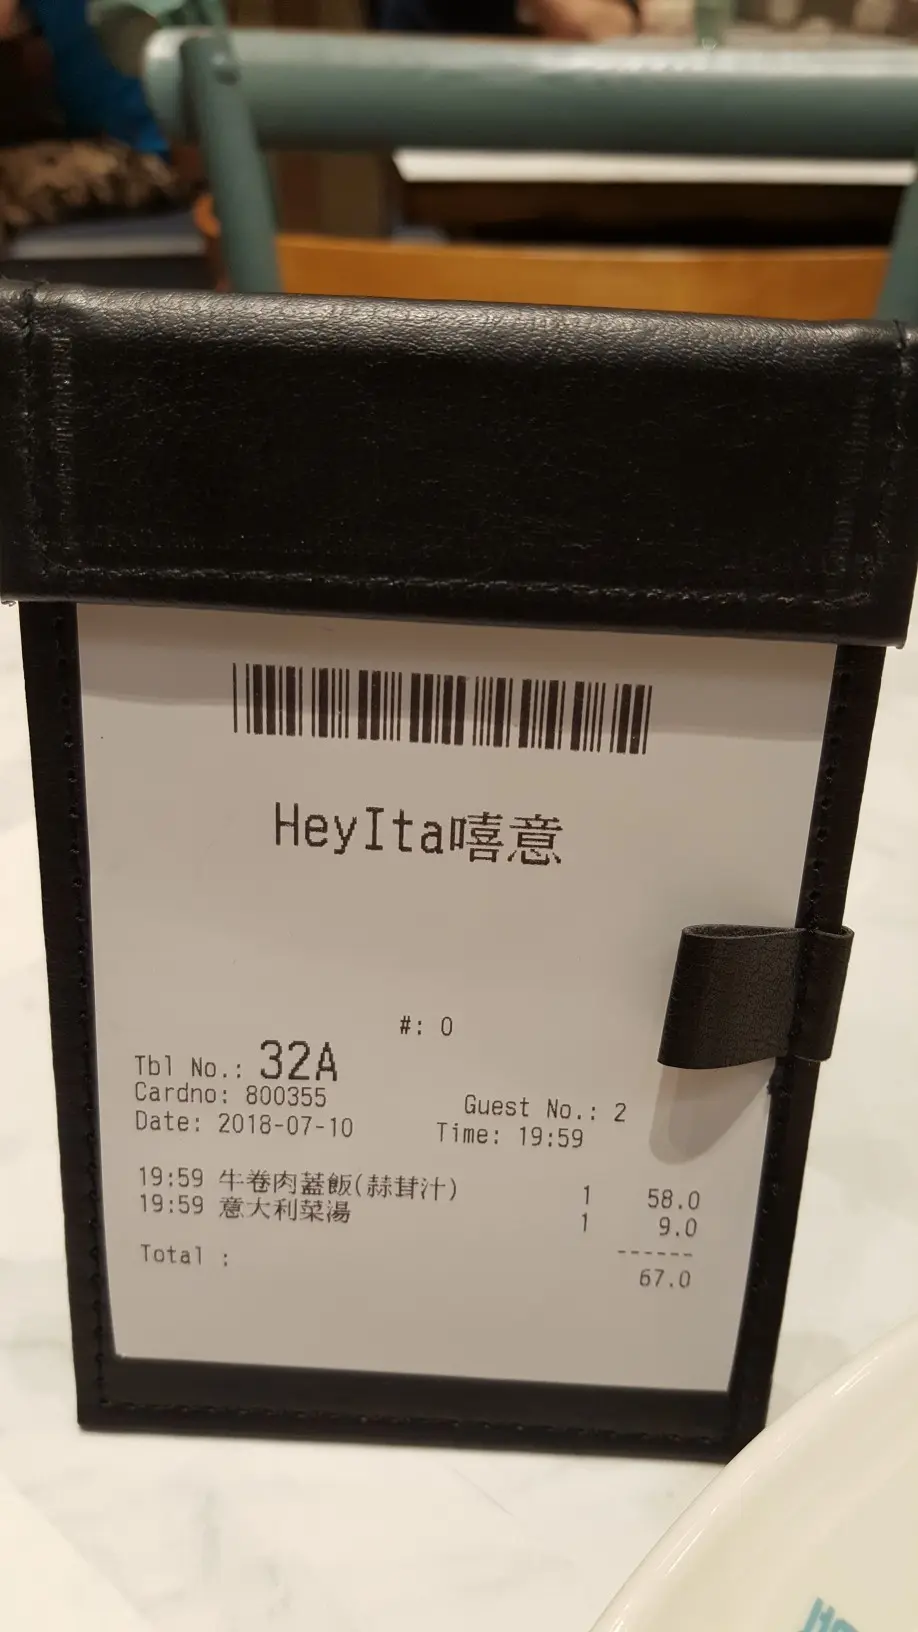 HeyIta嘻意
#: 0
Tbl No.: 32A
Cardno: 800355 Guest No.: 2
Date: 2018-07-10 Time: 19:59
19:59 牛卷肉蓋飯(蒜茸汁) 1 58.0
19:59 意大利菜湯 1 9.0
------
Total : 67.0